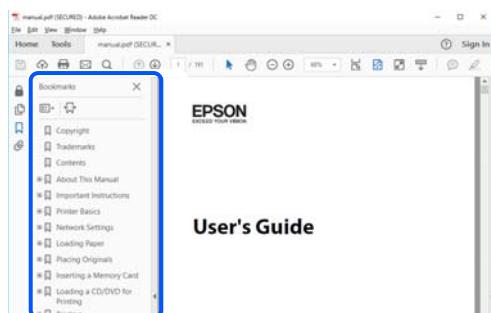 manual.pdf (SECURED) - Adobe Acrobat Reader DC
File Edit View Window Help
Home Tools manual.pdf (SECUR... × Sign In
1 / 191
Bookmarks
Copyright
Trademarks
Contents
About This Manual
Important Instructions
Printer Basics
Network Settings
Loading Paper
Placing Originals
Inserting a Memory Card
Loading a CD/DVD for
Printing
EPSON
EXCEED YOUR VISION
User's Guide